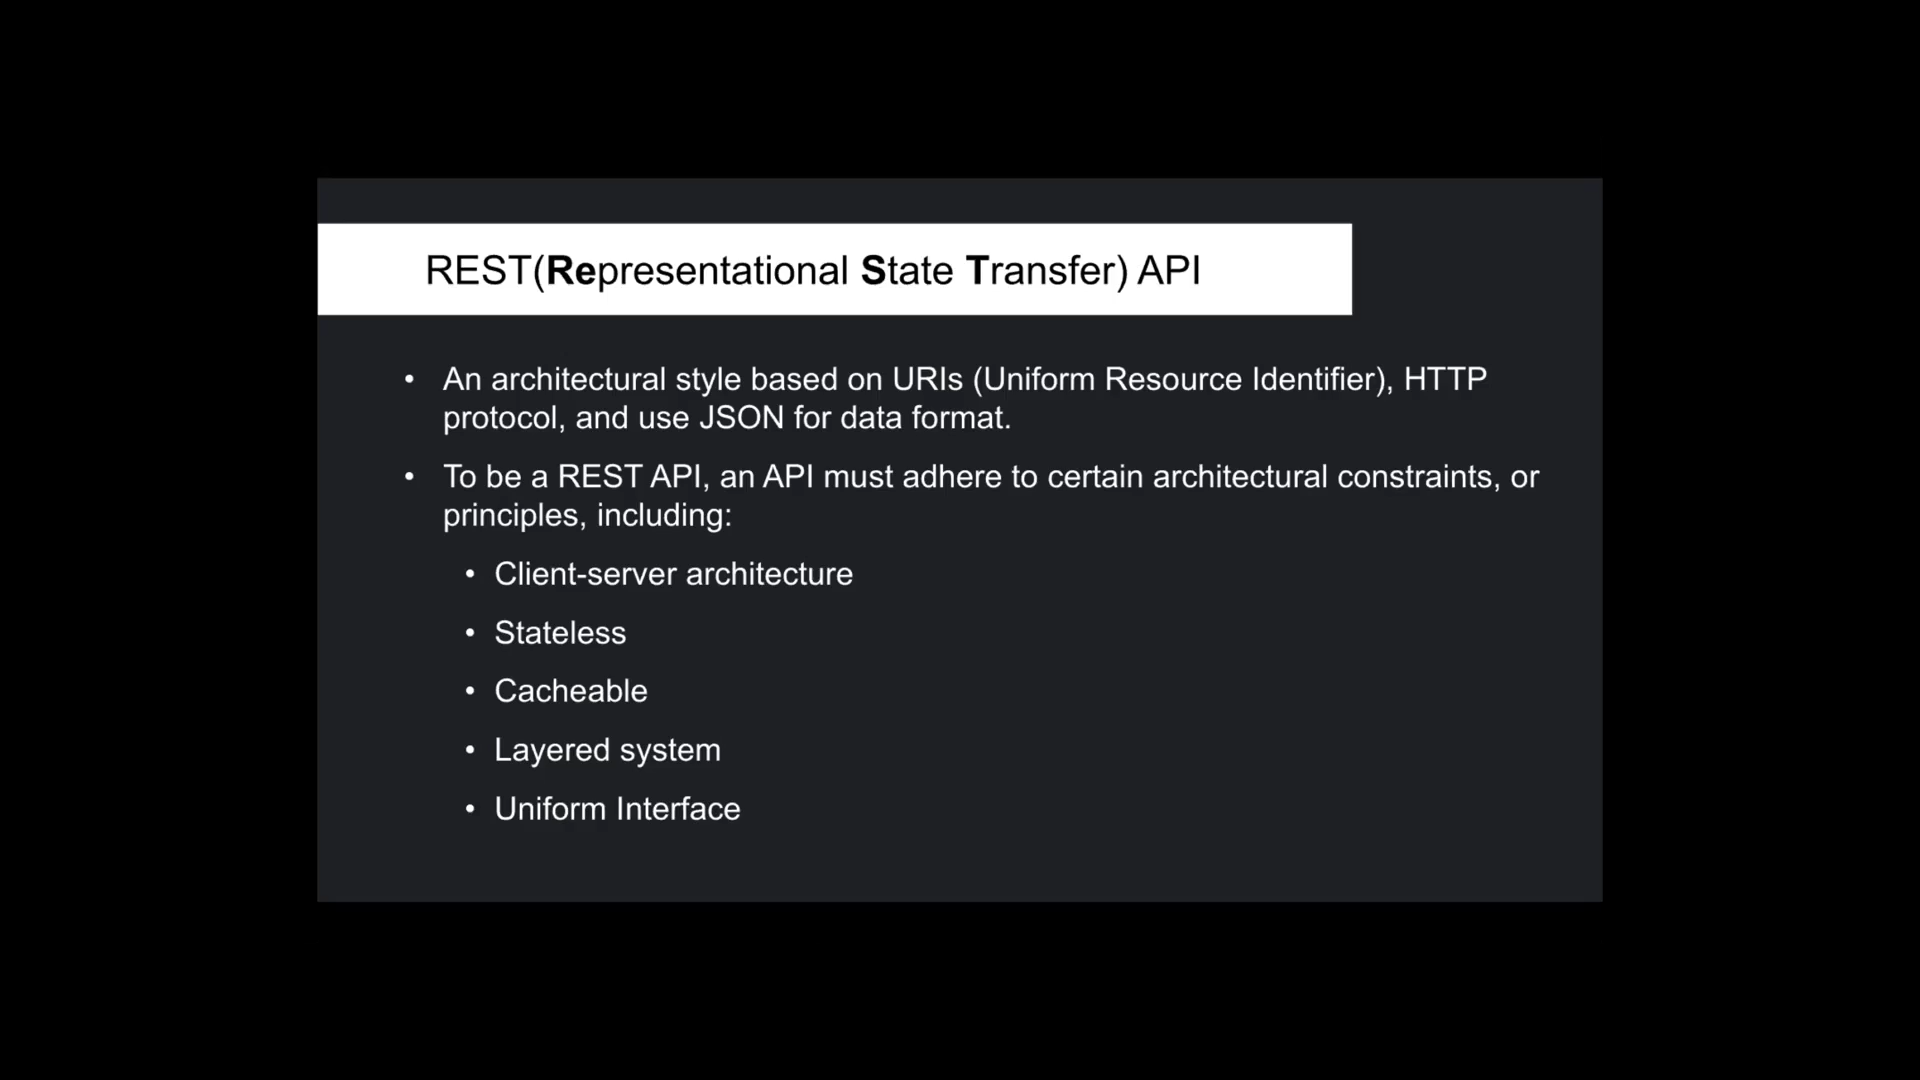 REST(Representational State Transfer) API
• An architectural style based on URIs (Uniform Resource Identifier), HTTP
protocol, and use JSON for data format.
• To be a REST API, an API must adhere to certain architectural constraints, or
principles, including:
• Client-server architecture
• Stateless
• Cacheable
• Layered system
• Uniform Interface